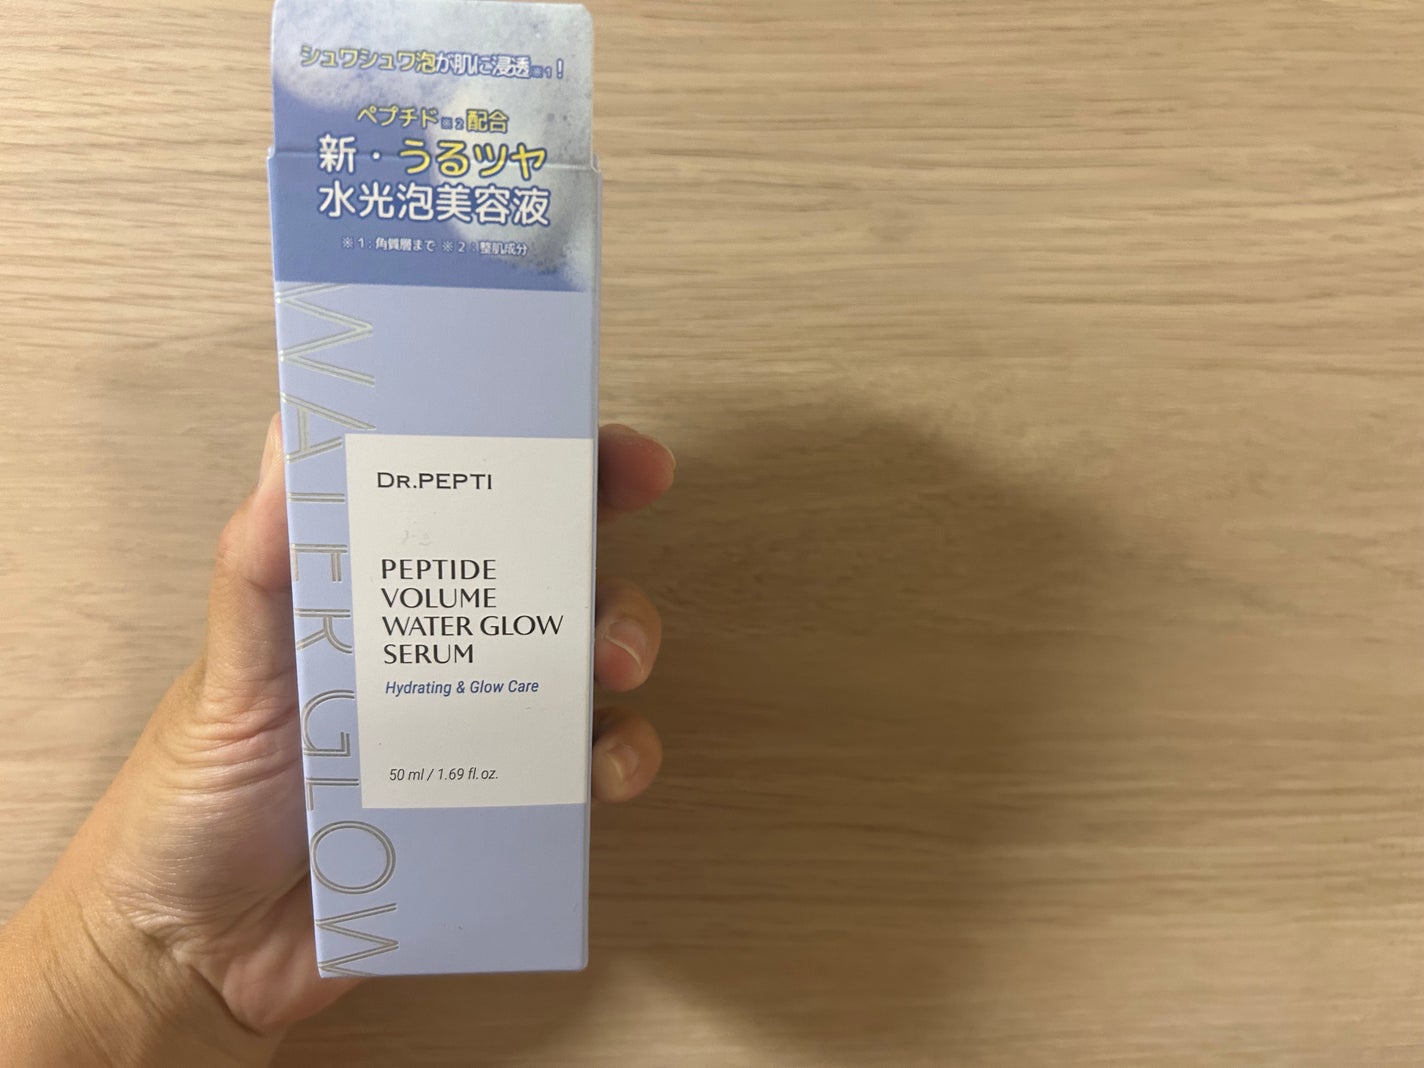 シュワシュワ泡が肌に浸透※1!
ペプチド※2配合
新・うるツヤ
水光泡美容液
※1:角質層まで ※2:整肌成分
WATER GLOW
DR.PEPTI
PEPTIDE
VOLUME
WATER GLOW
SERUM
Hydrating & Glow Care
50 ml / 1.69 fl. oz.